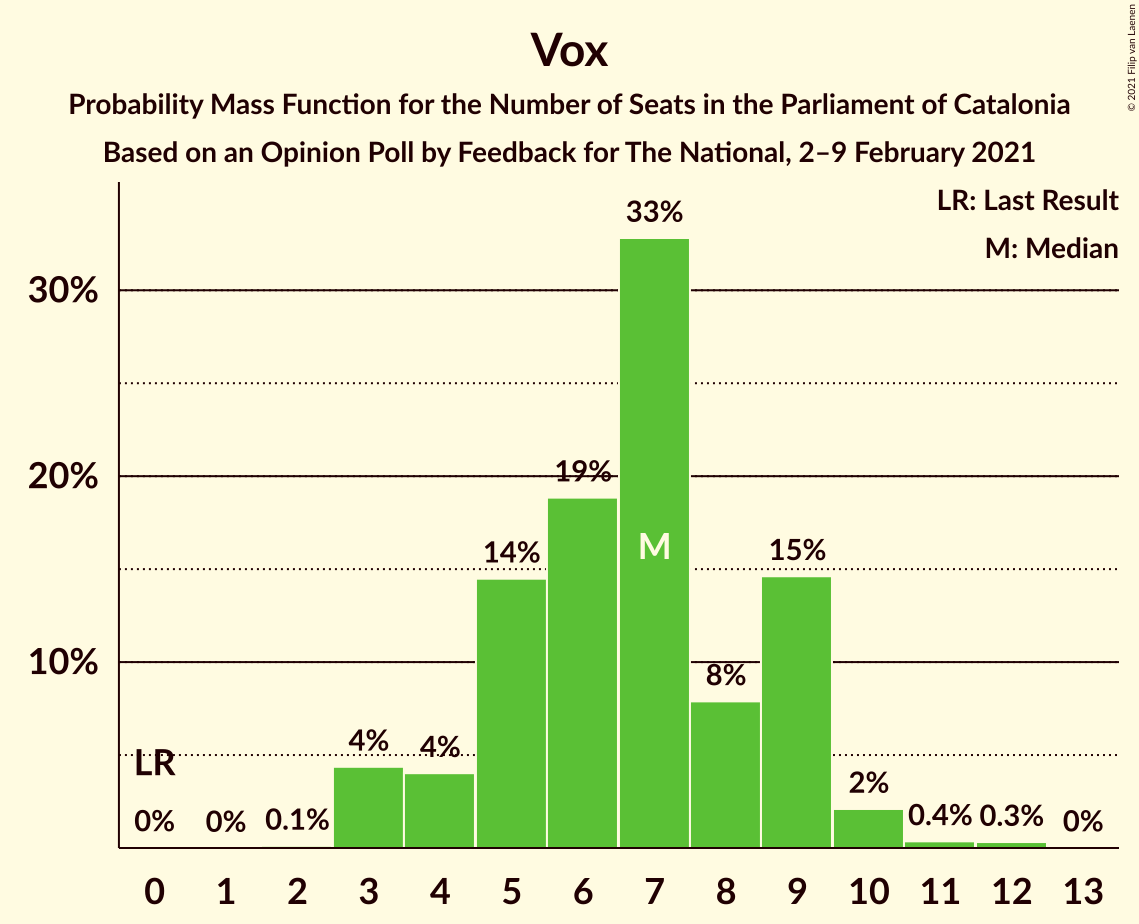 Vox
Probability Mass Function for the Number of Seats in the Parliament of Catalonia
Based on an Opinion Poll by Feedback for The National, 2–9 February 2021
© 2021 Filip van Laenen
LR: Last Result
M: Median
30%
20%
10%
LR
0%
0%
0.1%
4%
4%
14%
19%
33%
M
8%
15%
2%
0.4%
0.3%
0%
0 1 2 3 4 5 6 7 8 9 10 11 12 13